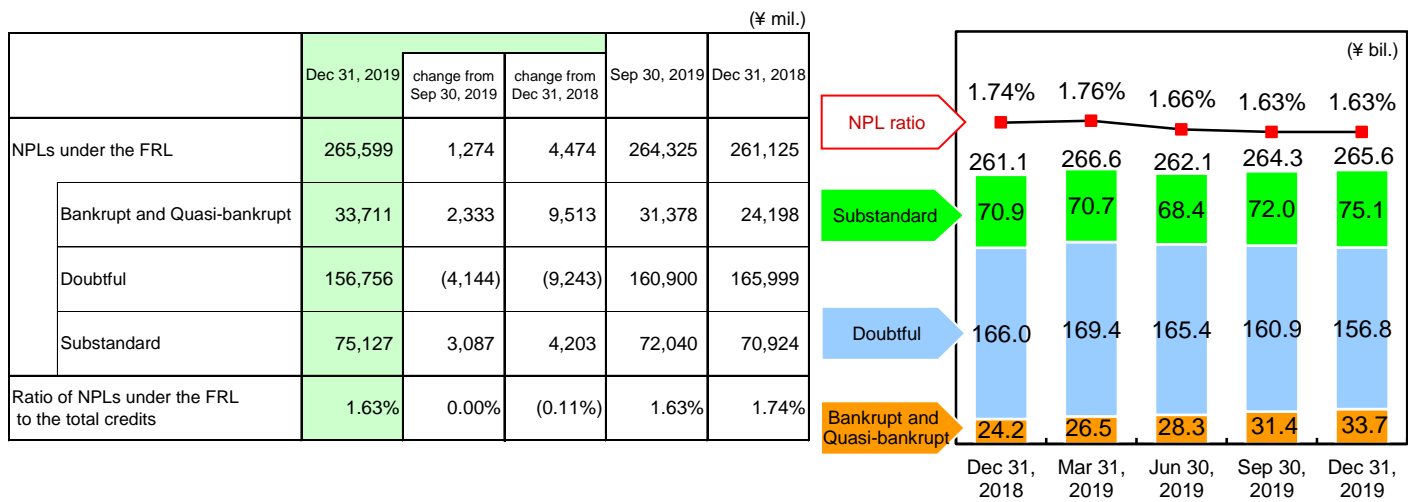 (¥ mil.)
Dec 31, 2019 change from Sep 30, 2019 change from Dec 31, 2018 Sep 30, 2019 Dec 31, 2018
NPLs under the FRL 265,599 1,274 4,474 264,325 261,125
Bankrupt and Quasi-bankrupt 33,711 2,333 9,513 31,378 24,198
Doubtful 156,756 (4,144) (9,243) 160,900 165,999
Substandard 75,127 3,087 4,203 72,040 70,924
Ratio of NPLs under the FRL
to the total credits 1.63% 0.00% (0.11%) 1.63% 1.74%
(¥ bil.)
1.74% 1.76% 1.66% 1.63% 1.63%
NPL ratio
261.1 266.6 262.1 264.3 265.6
Substandard 70.9 70.7 68.4 72.0 75.1
Doubtful 166.0 169.4 165.4 160.9 156.8
Bankrupt and
Quasi-bankrupt 24.2 26.5 28.3 31.4 33.7
Dec 31, Mar 31, Jun 30, Sep 30, Dec 31,
2018 2019 2019 2019 2019